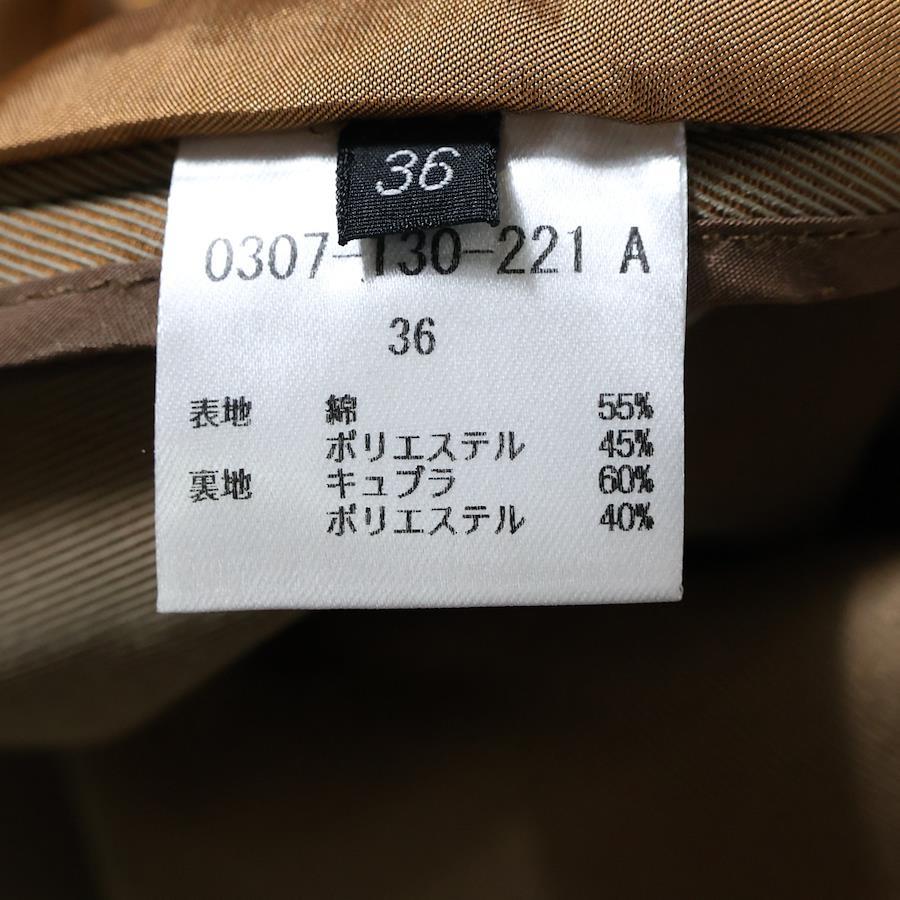 36
0307-130-221 A
36
表地 綿 55%
ポリエステル 45%
裏地 キュプラ 60%
ポリエステル 40%